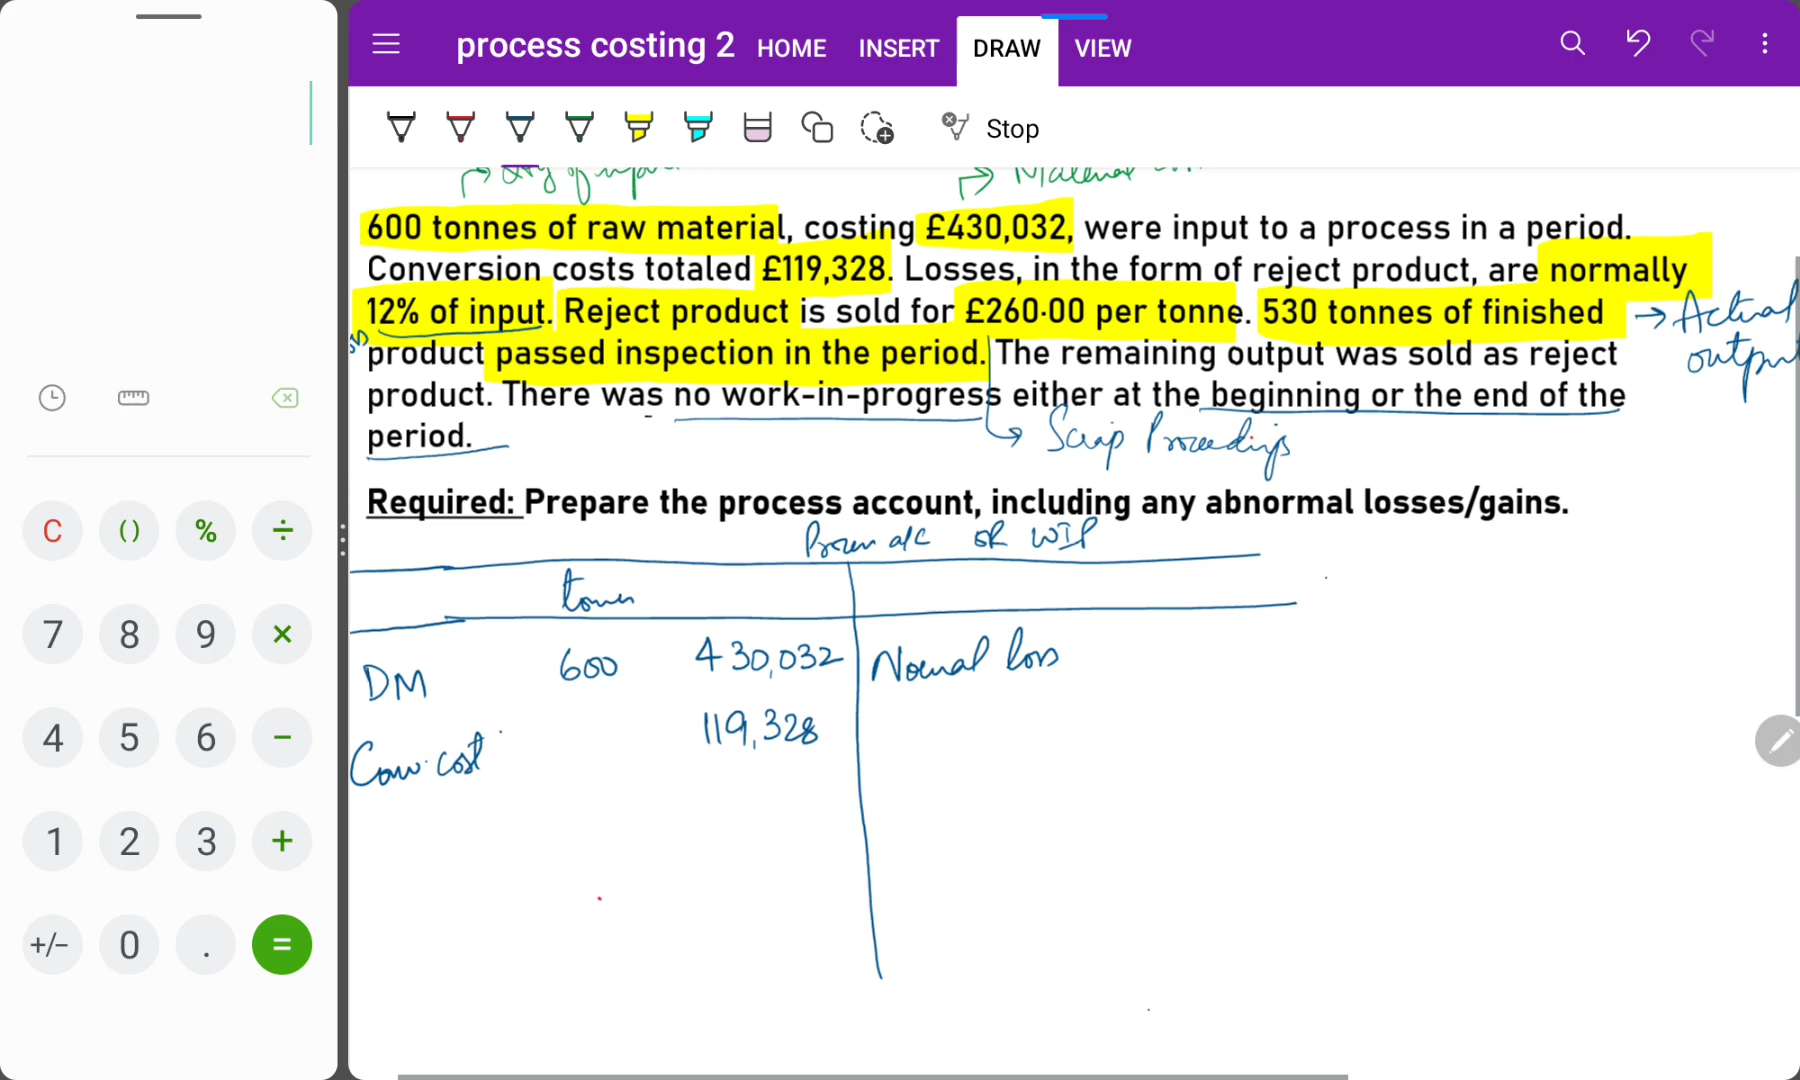 process costing 2 HOME INSERT DRAW VIEW
Stop
600 tonnes of raw material, costing £430,032, were input to a process in a period.
Conversion costs totaled £119,328. Losses, in the form of reject product, are normally
12% of input. Reject product is sold for £260·00 per tonne. 530 tonnes of finished
→ Actual output
product passed inspection in the period. The remaining output was sold as reject
product. There was no work-in-progress either at the beginning or the end of the
period.
Scrap Proceedings
Required: Prepare the process account, including any abnormal losses/gains.
Process a/c or WIP
tonnes
DM 600 430,032 Normal loss
Conv. cost 119,328
C ( ) % ÷
7 8 9 ×
4 5 6 −
1 2 3 +
+/− 0 . =